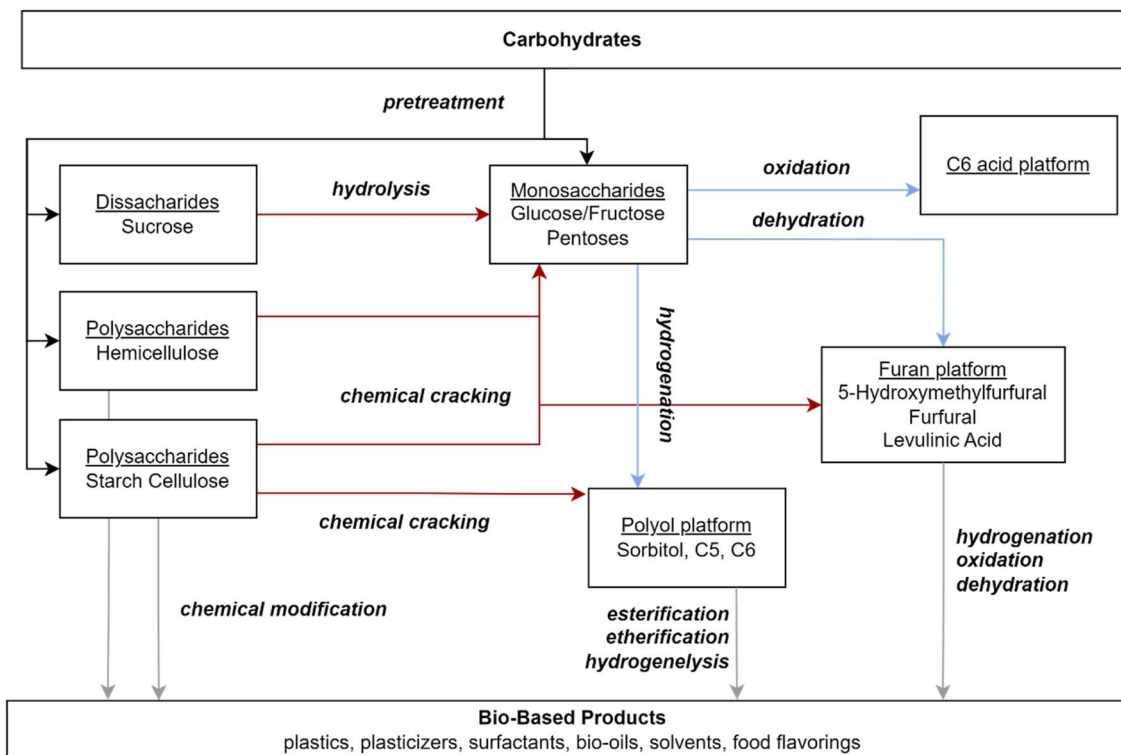 Carbohydrates
pretreatment
C6 acid platform
Dissacharides
Sucrose
hydrolysis
Monosaccharides
Glucose/Fructose
Pentoses
oxidation
dehydration
Polysaccharides
Hemicellulose
chemical cracking
hydrogenation
Furan platform
5-Hydroxymethylfurfural
Furfural
Levulinic Acid
Polysaccharides
Starch Cellulose
chemical cracking
Polyol platform
Sorbitol, C5, C6
hydrogenation
oxidation
dehydration
chemical modification
esterification
etherification
hydrogenelysis
Bio-Based Products
plastics, plasticizers, surfactants, bio-oils, solvents, food flavorings